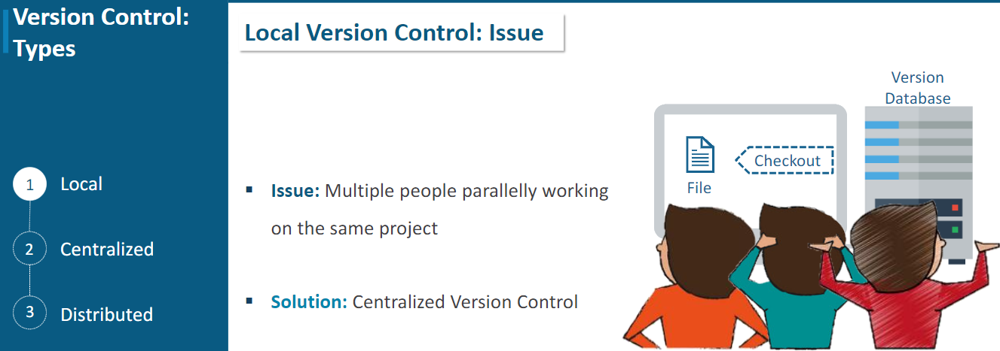 Version Control:
Types
1 Local
2 Centralized
3 Distributed
Local Version Control: Issue
▪ Issue: Multiple people parallelly working
on the same project
▪ Solution: Centralized Version Control
Version
Database
Checkout
File